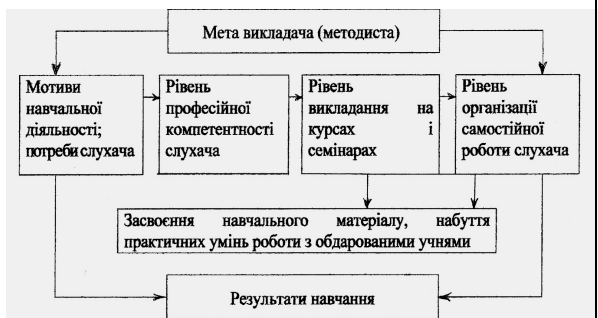 Мета викладача (методиста)
Мотиви
навчальної
діяльності;
потреби слухача
Рівень
професійної
компетентності
слухача
Рівень
викладання на
курсах і
семінарах
Рівень
організації
самостійної
роботи слухача
Засвоєння навчального матеріалу, набуття
практичних умінь роботи з обдарованими учнями
Результати навчання